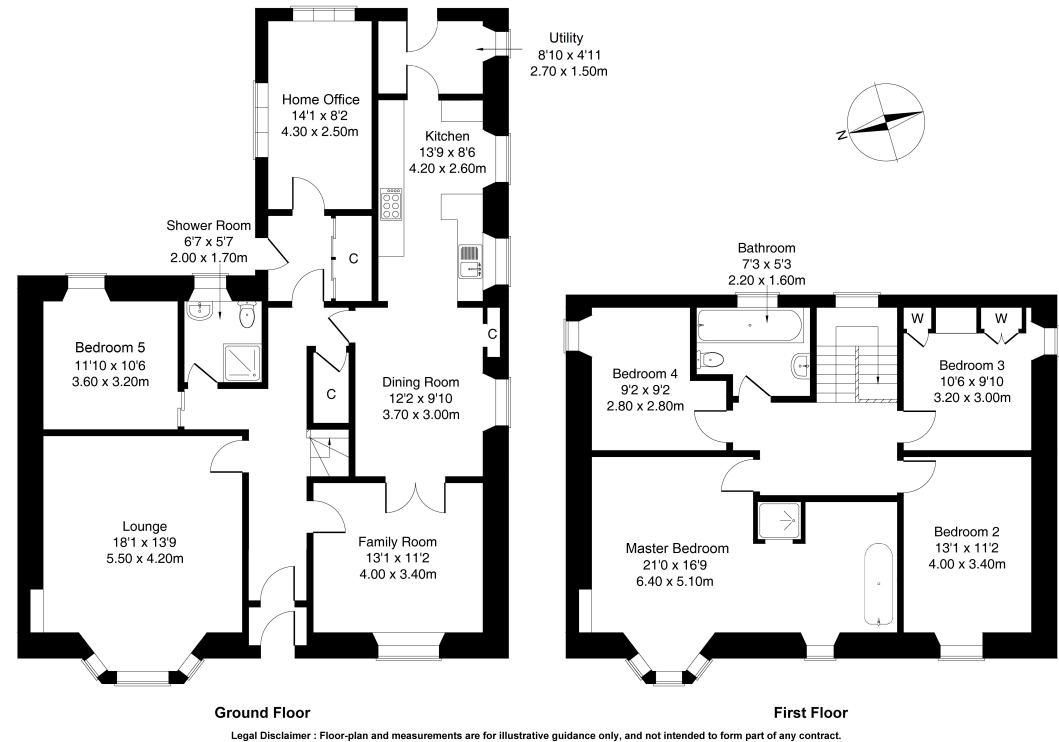 Utility
8'10 x 4'11
2.70 x 1.50m
Home Office
14'1 x 8'2
4.30 x 2.50m
Kitchen
13'9 x 8'6
4.20 x 2.60m
N
Shower Room
6'7 x 5'7
2.00 x 1.70m
C
Bathroom
7'3 x 5'3
2.20 x 1.60m
C
Bedroom 5
11'10 x 10'6
3.60 x 3.20m
Dining Room
12'2 x 9'10
3.70 x 3.00m
C
W
W
Bedroom 4
9'2 x 9'2
2.80 x 2.80m
Bedroom 3
10'6 x 9'10
3.20 x 3.00m
Lounge
18'1 x 13'9
5.50 x 4.20m
Family Room
13'1 x 11'2
4.00 x 3.40m
Master Bedroom
21'0 x 16'9
6.40 x 5.10m
Bedroom 2
13'1 x 11'2
4.00 x 3.40m
Ground Floor
First Floor
Legal Disclaimer : Floor-plan and measurements are for illustrative guidance only, and not intended to form part of any contract.